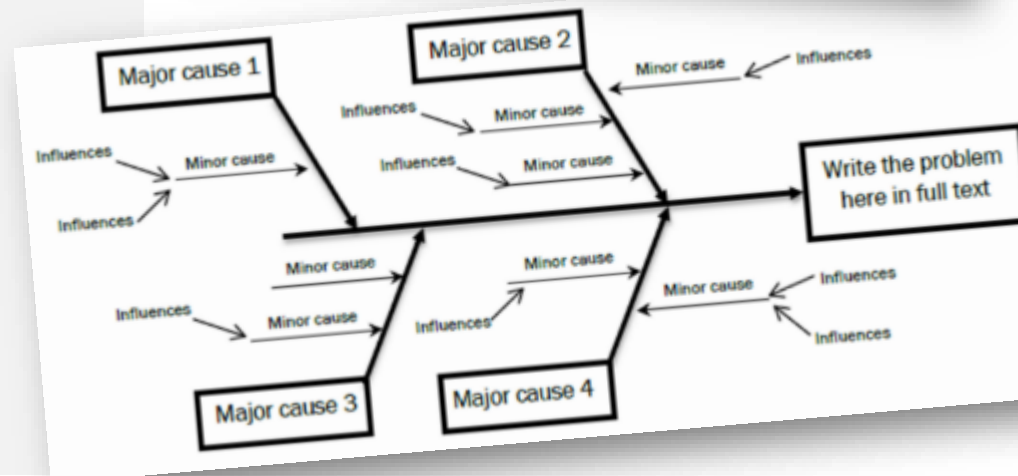 Major cause 1
Major cause 2
Minor cause
Influences
Influences
Minor cause
Influences
Minor cause
Influences
Minor cause
Influences
Write the problem
here in full text
Minor cause
Influences
Minor cause
Minor cause
Influences
Minor cause
Influences
Influences
Influences
Major cause 3
Major cause 4